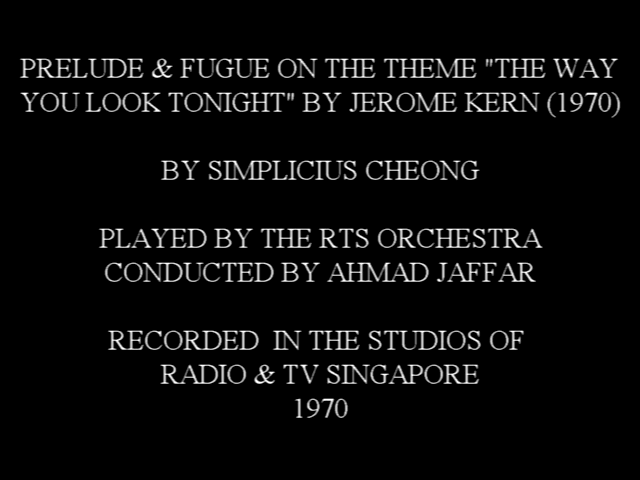 PRELUDE & FUGUE ON THE THEME "THE WAY
YOU LOOK TONIGHT" BY JEROME KERN (1970)
BY SIMPLICIUS CHEONG
PLAYED BY THE RTS ORCHESTRA
CONDUCTED BY AHMAD JAFFAR
RECORDED  IN THE STUDIOS OF
RADIO & TV SINGAPORE
1970